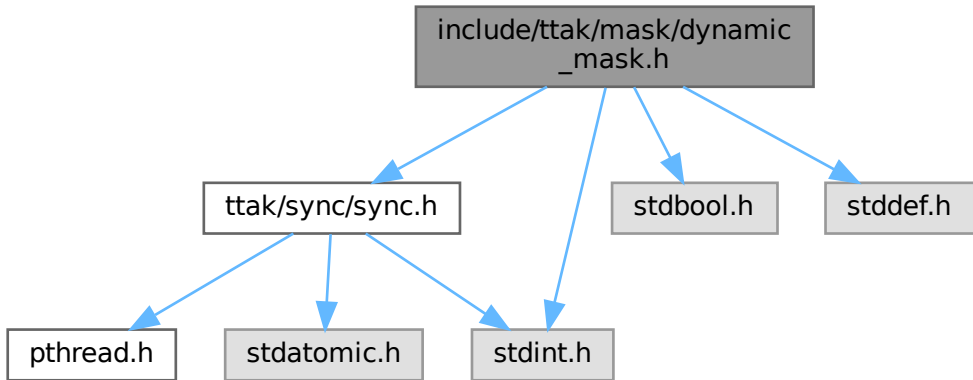 include/ttak/mask/dynamic
_mask.h
ttak/sync/sync.h
stdbool.h
stddef.h
pthread.h
stdatomic.h
stdint.h